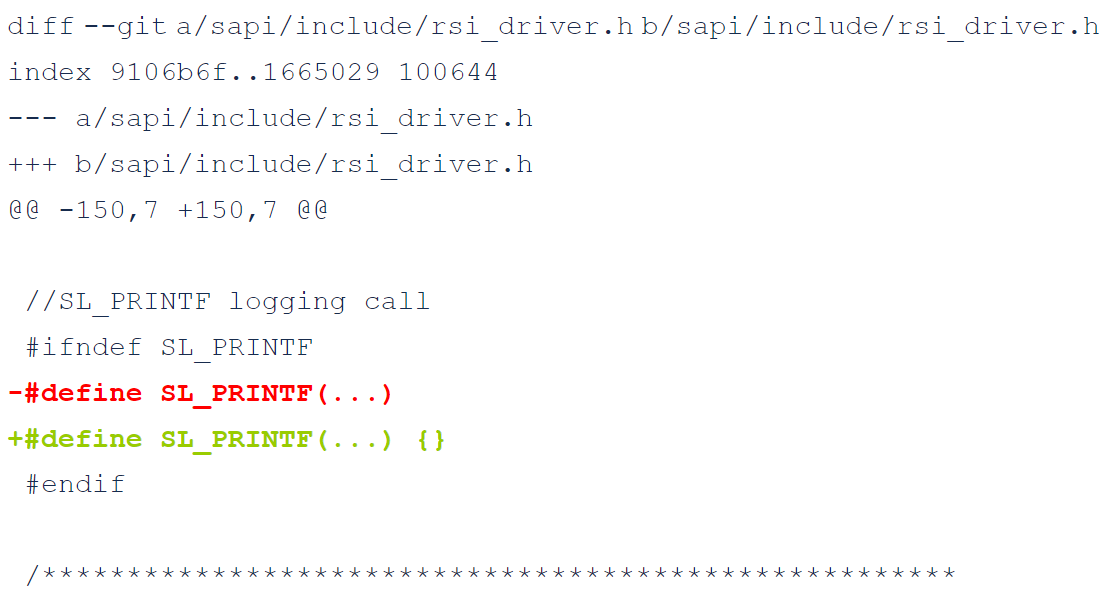 diff --git a/sapi/include/rsi_driver.h b/sapi/include/rsi_driver.h
index 9106b6f..1665029 100644
--- a/sapi/include/rsi_driver.h
+++ b/sapi/include/rsi_driver.h
@@ -150,7 +150,7 @@
 //SL_PRINTF logging call
 #ifndef SL_PRINTF
-#define SL_PRINTF(...)
+#define SL_PRINTF(...) {}
 #endif
 /******************************************************